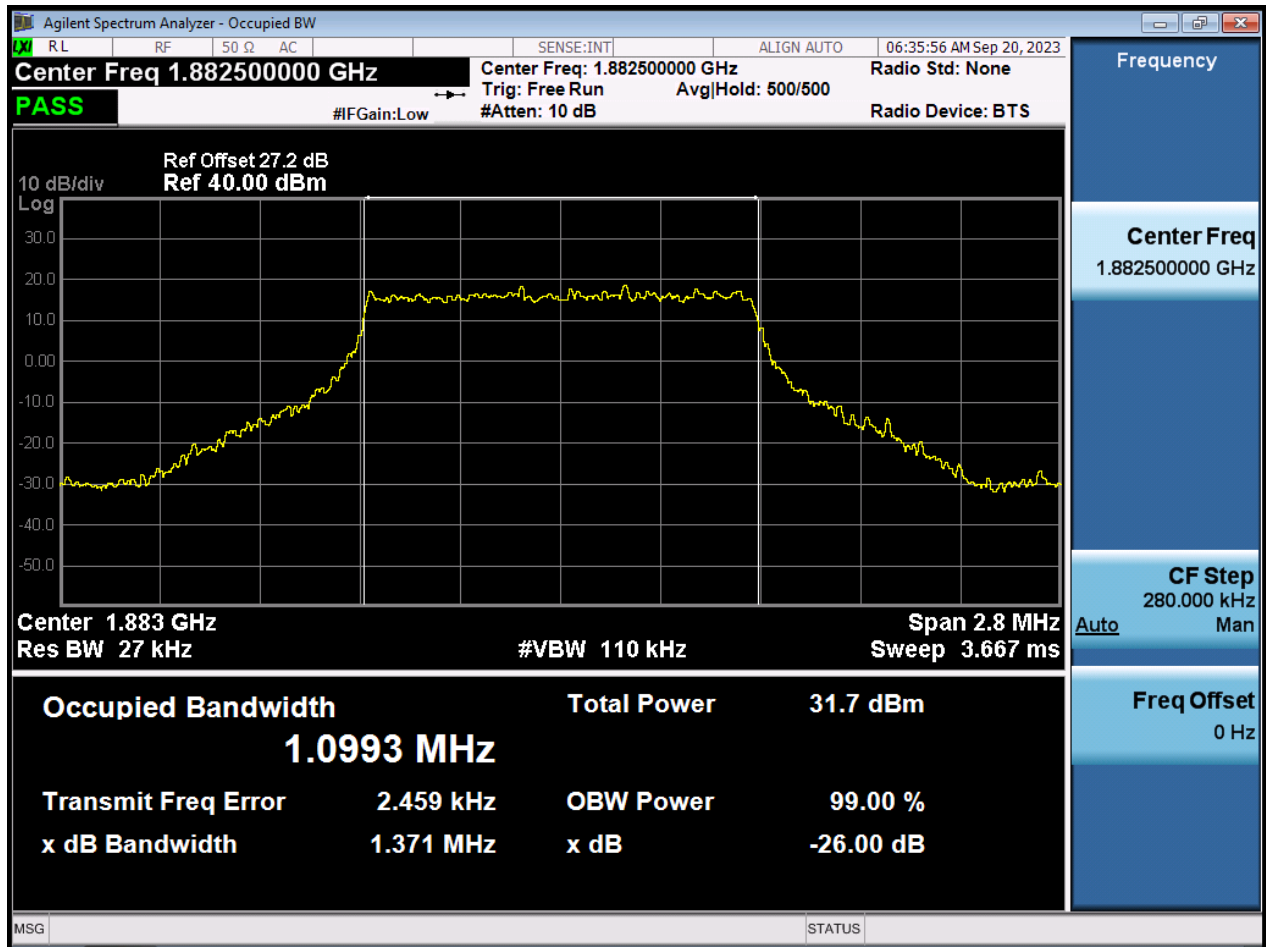 Agilent Spectrum Analyzer - Occupied BW
LXI RL RF 50 Ω AC SENSE:INT ALIGN AUTO 06:35:56 AM Sep 20, 2023
Center Freq 1.882500000 GHz
PASS
#IFGain:Low
Center Freq: 1.882500000 GHz
Trig: Free Run Avg|Hold: 500/500
#Atten: 10 dB
Radio Std: None
Radio Device: BTS
Ref Offset 27.2 dB
10 dB/div Ref 40.00 dBm
Log
30.0
20.0
10.0
0.00
-10.0
-20.0
-30.0
-40.0
-50.0
Center 1.883 GHz Span 2.8 MHz
Res BW 27 kHz #VBW 110 kHz Sweep 3.667 ms
Occupied Bandwidth
1.0993 MHz
Total Power 31.7 dBm
Transmit Freq Error 2.459 kHz OBW Power 99.00 %
x dB Bandwidth 1.371 MHz x dB -26.00 dB
MSG STATUS
Frequency
Center Freq
1.882500000 GHz
CF Step
280.000 kHz
Auto Man
Freq Offset
0 Hz